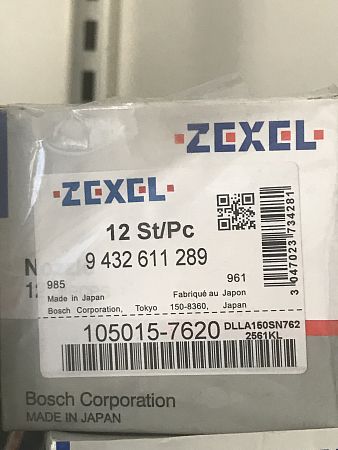 ZEXEL
ZEXEL
12 St/Pc
9 432 611 289
3 047023 734281
985
961
Made in Japan
Fabriqué au Japon
Bosch Corporation, Tokyo 150-8360, Japan
105015-7620
DLLA160SN762
2561KL
Bosch Corporation
MADE IN JAPAN